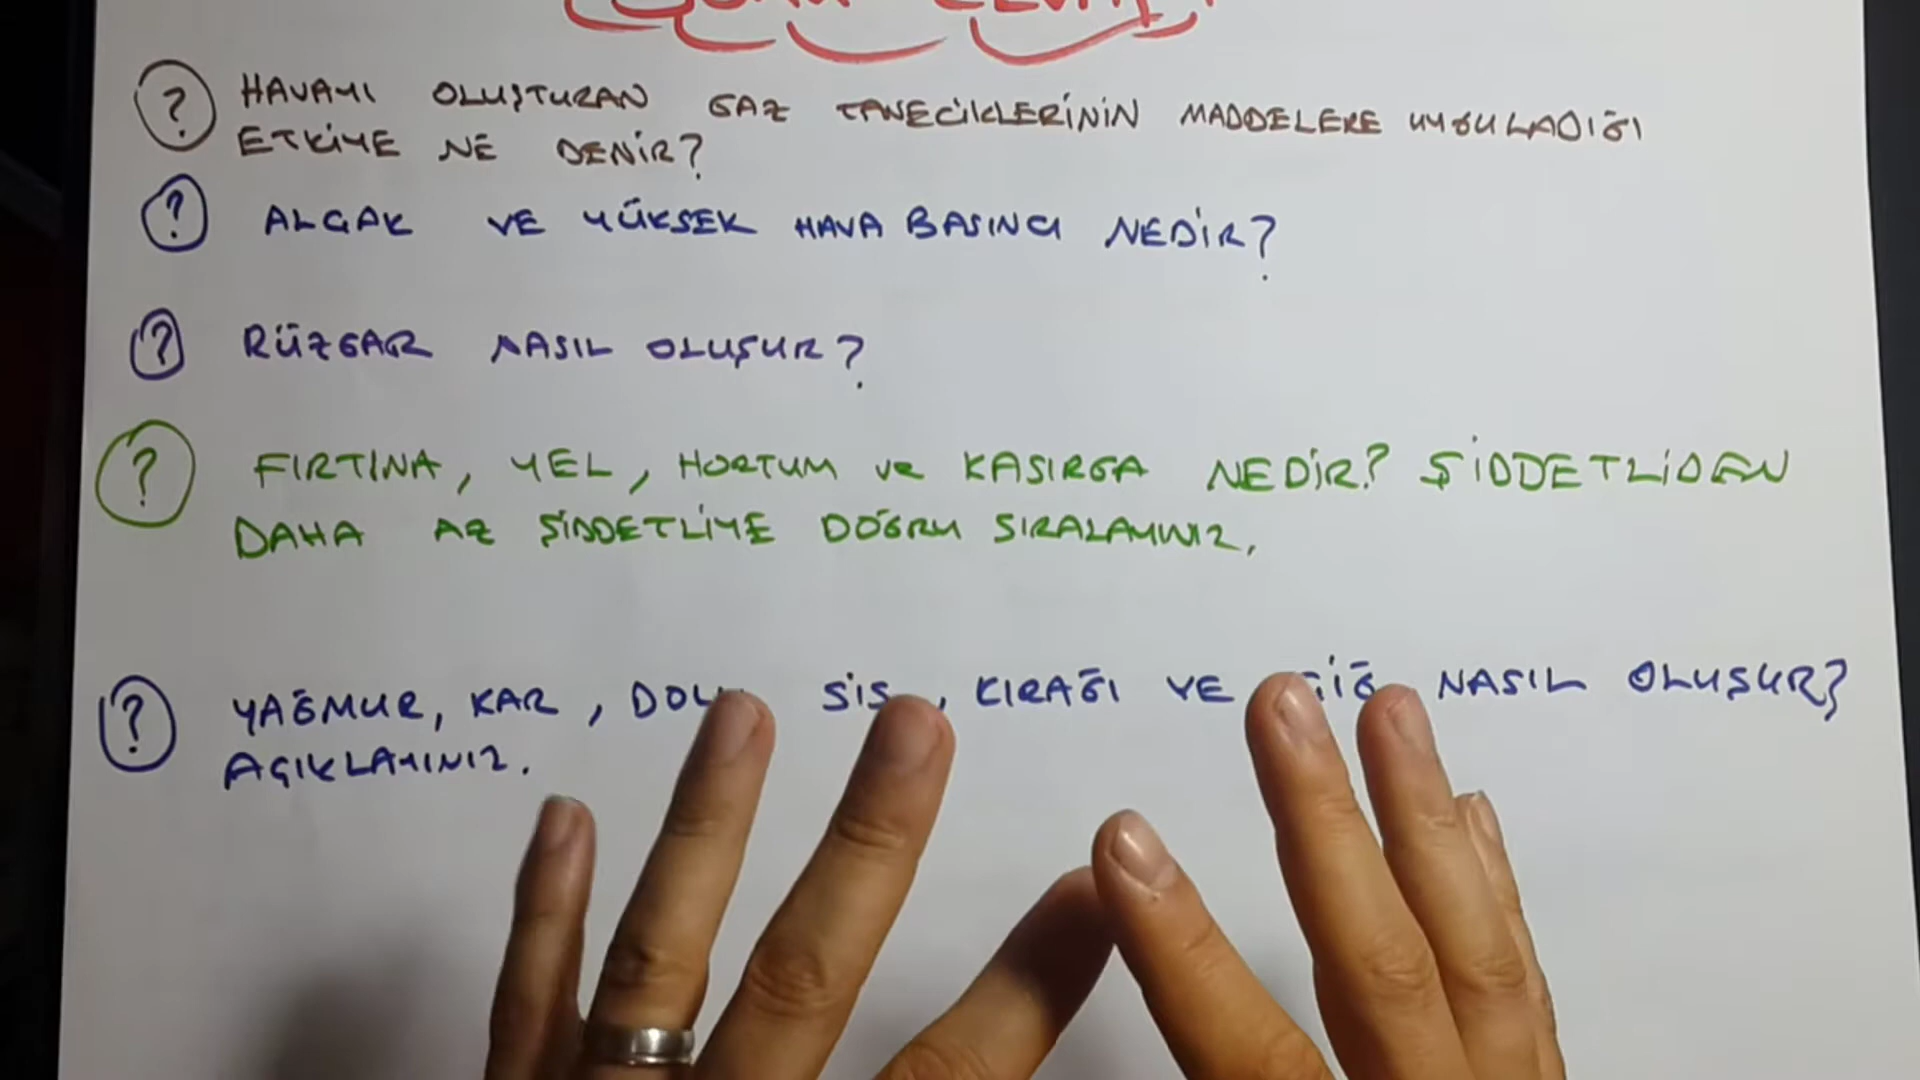 HAVAYI OLUŞTURAN GAZ TANECİKLERİNİN MADDELERE UYGULADIĞI
ETKİYE NE DENİR?
ALÇAK VE YÜKSEK HAVA BASINCI NEDİR?
RÜZGAR NASIL OLUŞUR?
FIRTINA, YEL, HORTUM ve KASIRGA NEDİR? ŞİDDETLİDEN
DAHA AZ ŞİDDETLİYE DOĞRU SIRALAYINIZ.
YAĞMUR, KAR, SİS, KIRAĞI VE NASIL OLUŞUR?
AÇIKLAYINIZ.